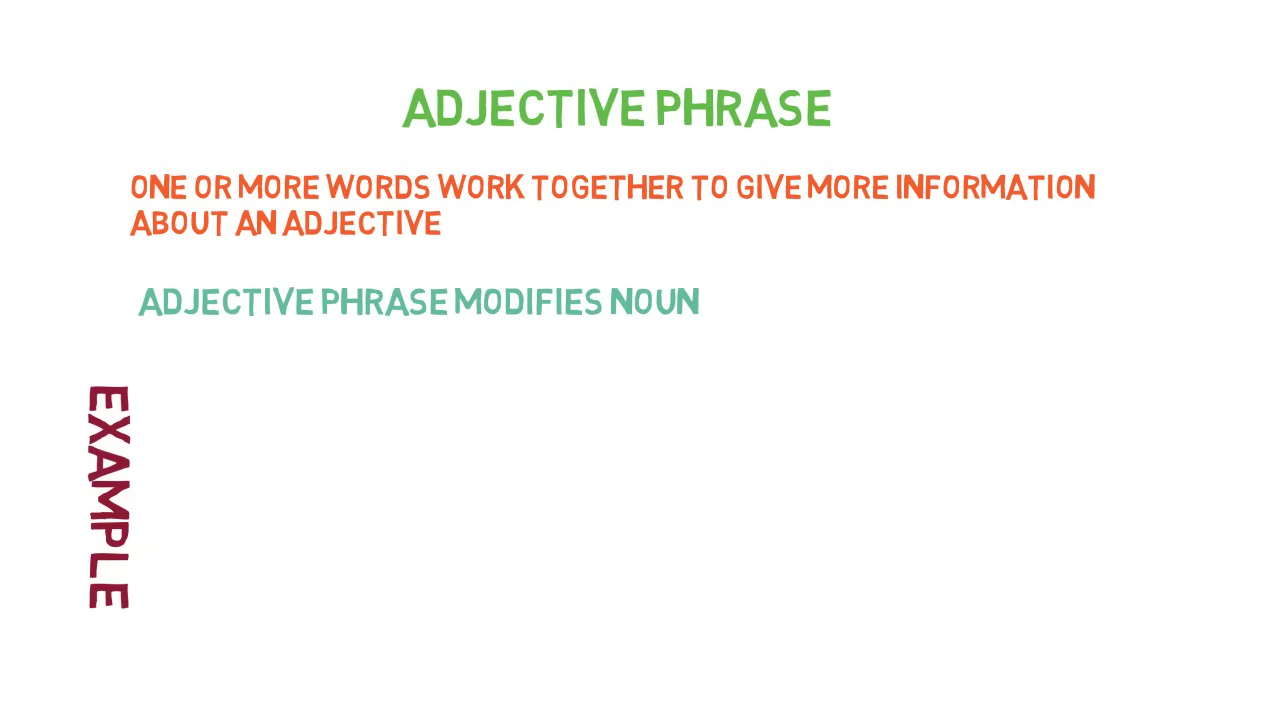 ADJECTIVE PHRASE
ONE OR MORE WORDS WORK TOGETHER TO GIVE MORE INFORMATION
ABOUT AN ADJECTIVE
ADJECTIVE PHRASE MODIFIES NOUN
EXAMPLE